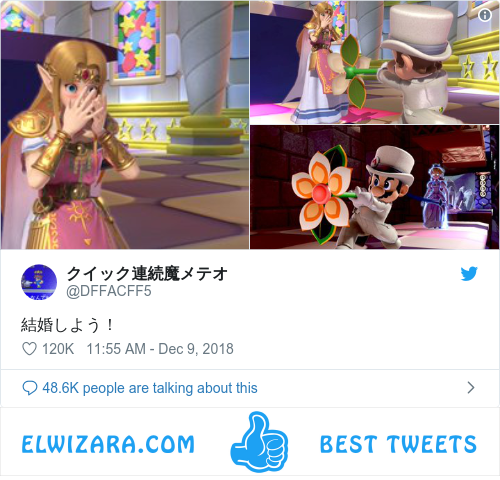 クイック連続魔メテオ
@DFFACFF5
結婚しよう！
120K 11:55 AM - Dec 9, 2018
48.6K people are talking about this
ELWIZARA.COM BEST TWEETS